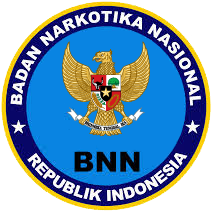 BADAN NARKOTIKA NASIONAL
BNN
REPUBLIK INDONESIA